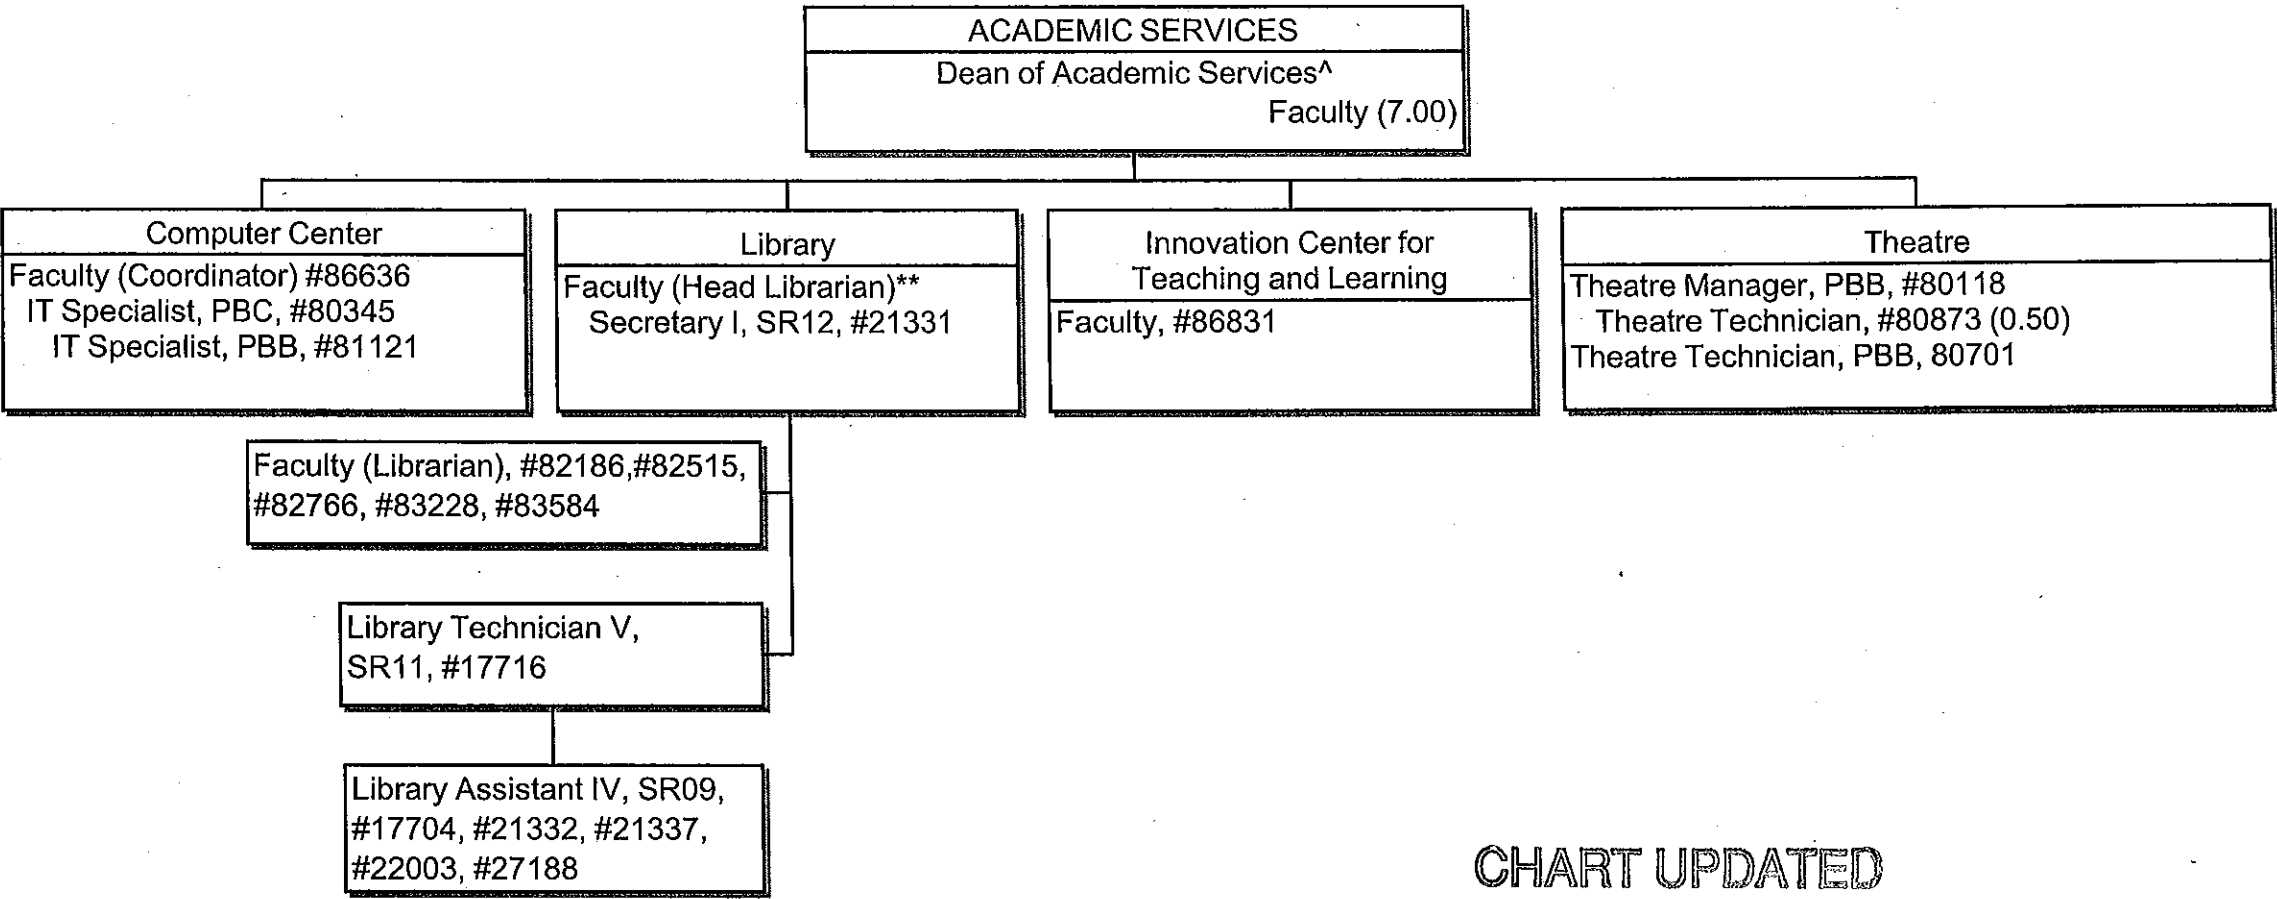 ACADEMIC SERVICES
Dean of Academic Services^
Faculty (7.00)
Computer Center
Faculty (Coordinator) #86636
IT Specialist, PBC, #80345
IT Specialist, PBB, #81121
Library
Faculty (Head Librarian)**
Secretary I, SR12, #21331
Innovation Center for
Teaching and Learning
Faculty, #86831
Theatre
Theatre Manager, PBB, #80118
Theatre Technician, #80873 (0.50)
Theatre Technician, PBB, 80701
Faculty (Librarian), #82186,#82515,
#82766, #83228, #83584
Library Technician V,
SR11, #17716
Library Assistant IV, SR09,
#17704, #21332, #21337,
#22003, #27188
CHART UPDATED